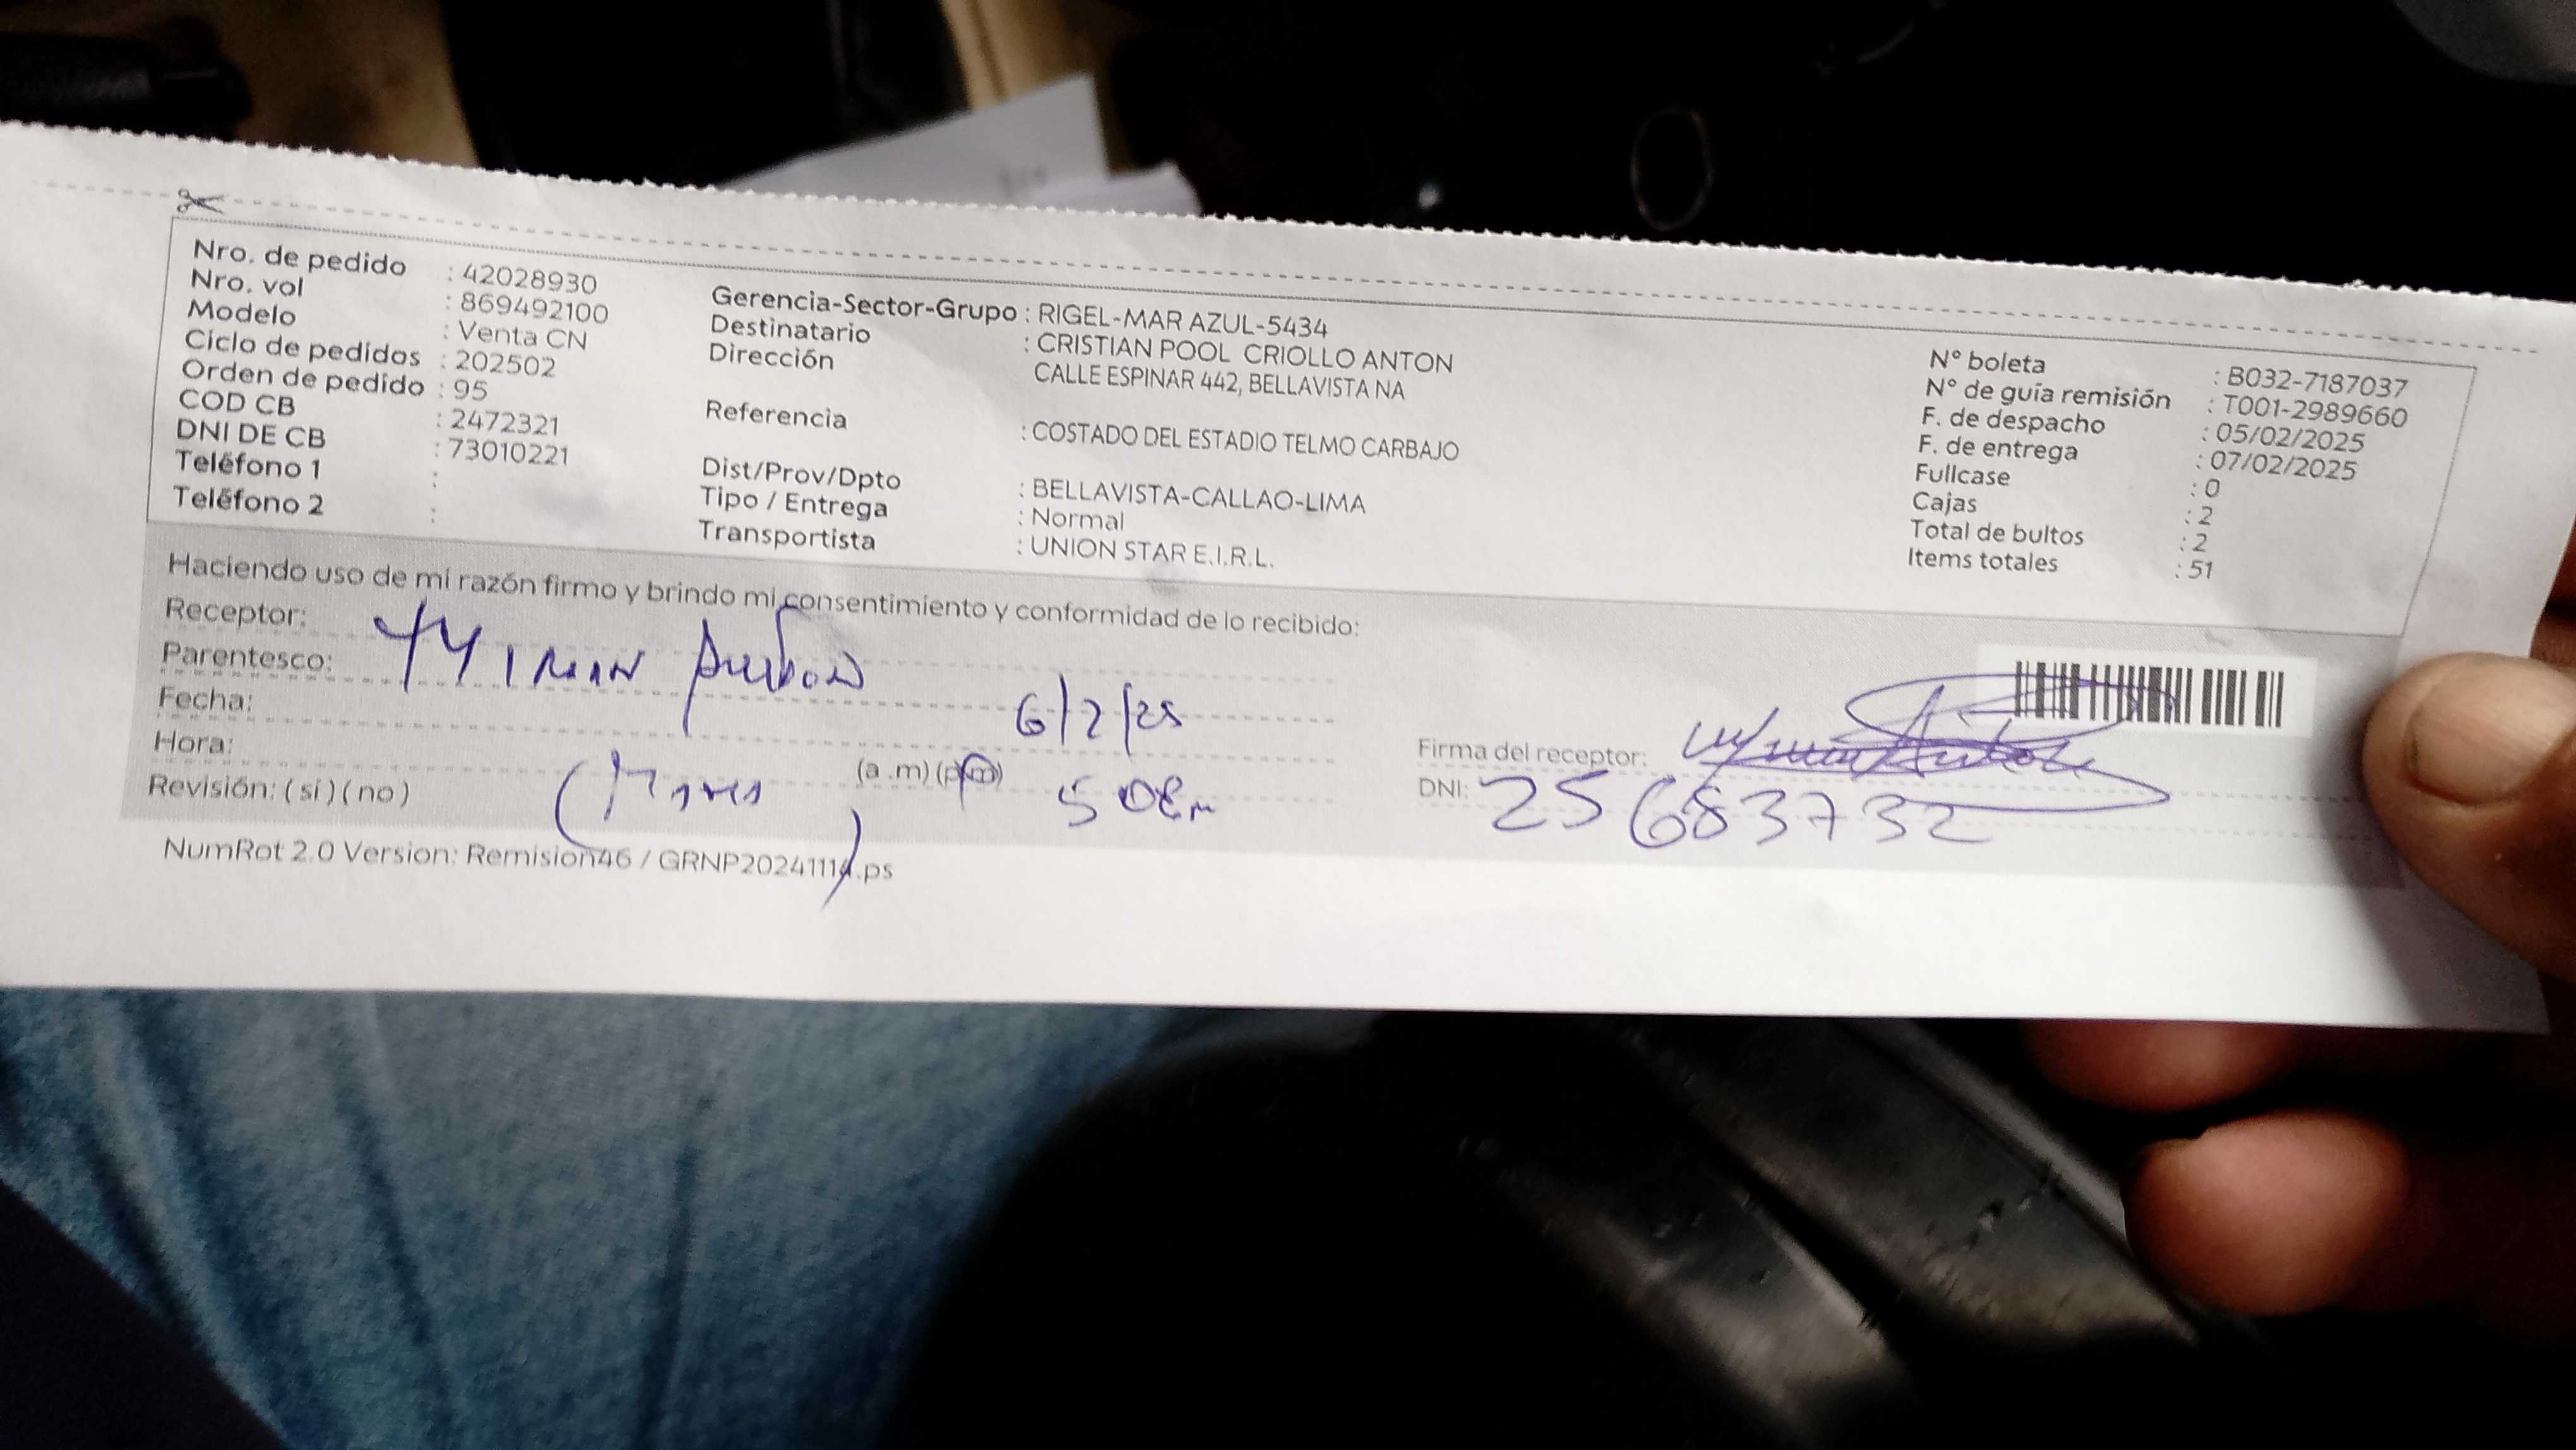 Nro. de pedido : 42028930
Nro. vol : 869492100
Modelo : Venta CN
Ciclo de pedidos : 202502
Orden de pedido : 95
COD CB : 2472321
DNI DE CB : 73010221
Teléfono 1 :
Teléfono 2 :
Gerencia-Sector-Grupo : RIGEL-MAR AZUL-5434
Destinatario : CRISTIAN POOL CRIOLLO ANTON
Dirección CALLE ESPINAR 442, BELLAVISTA NA
Referencia : COSTADO DEL ESTADIO TELMO CARBAJO
Dist/Prov/Dpto : BELLAVISTA-CALLAO-LIMA
Tipo / Entrega : Normal
Transportista : UNION STAR E.I.R.L.
N° boleta : B032-7187037
N° de guía remisión : T001-2989660
F. de despacho : 05/02/2025
F. de entrega : 07/02/2025
Fullcase : 0
Cajas : 2
Total de bultos : 2
Items totales : 51
Haciendo uso de mi razón firmo y brindo mi consentimiento y conformidad de lo recibido:
Receptor:
Parentesco:
Fecha: 6/2/25
Hora: (a .m) (p.m)
Revisión: ( sí ) ( no )
Firma del receptor:
DNI: 25683732
NumRot 2.0 Version: Remision46 / GRNP20241114.ps